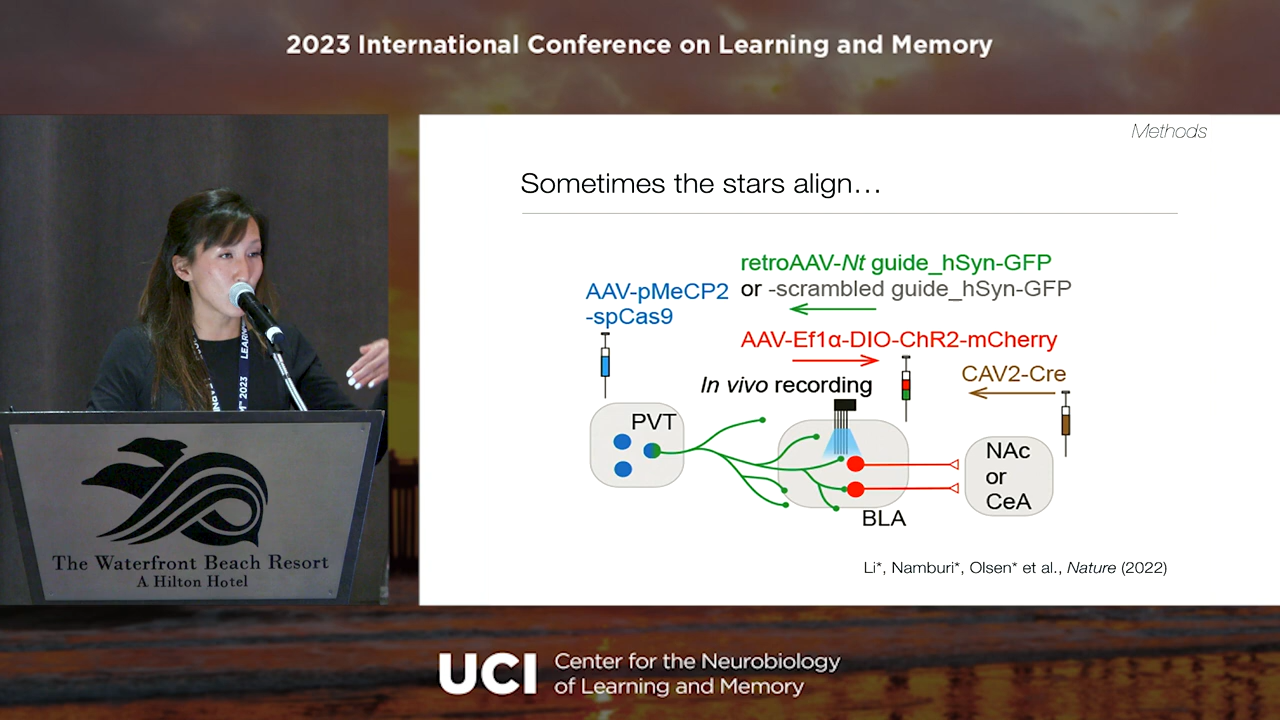 2023 International Conference on Learning and Memory
Methods
Sometimes the stars align…
retroAAV-Nt guide_hSyn-GFP
or -scrambled guide_hSyn-GFP
AAV-pMeCP2
-spCas9
AAV-Ef1α-DIO-ChR2-mCherry
CAV2-Cre
In vivo recording
PVT
NAc
or
CeA
BLA
Li*, Namburi*, Olsen* et al., Nature (2022)
2023
The Waterfront Beach Resort
A Hilton Hotel
UCI Center for the Neurobiology
of Learning and Memory